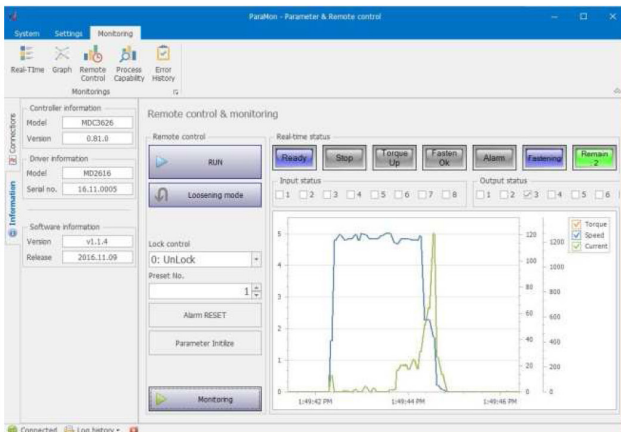 ParaMon - Parameter & Remote control
System Settings Monitoring
Real-Time Graph Remote Control Process Capability Error History
Monitorings
Connections
Information
Controller information
Model MDC3626
Version 0.81.0
Driver information
Model MD2616
Serial no. 16.11.0005
Software information
Version v1.1.4
Release 2016.11.09
Remote control & monitoring
Remote control
RUN
Loosening mode
Lock control
0: UnLock
Preset No.
1
Alarm RESET
Parameter Initilize
Monitoring
Real-time status
Ready Stop Torque Up Fasten Ok Alarm Fastening Remain 2
Input status
1 2 3 4 5 6 7 8
Output status
1 2 3 4 5 6
Torque
Speed
Current
5
4
3
2
1
0
120
100
80
60
40
20
0
1200
1000
800
600
400
200
0
1:49:42 PM 1:49:44 PM 1:49:46 PM
Connected Log history